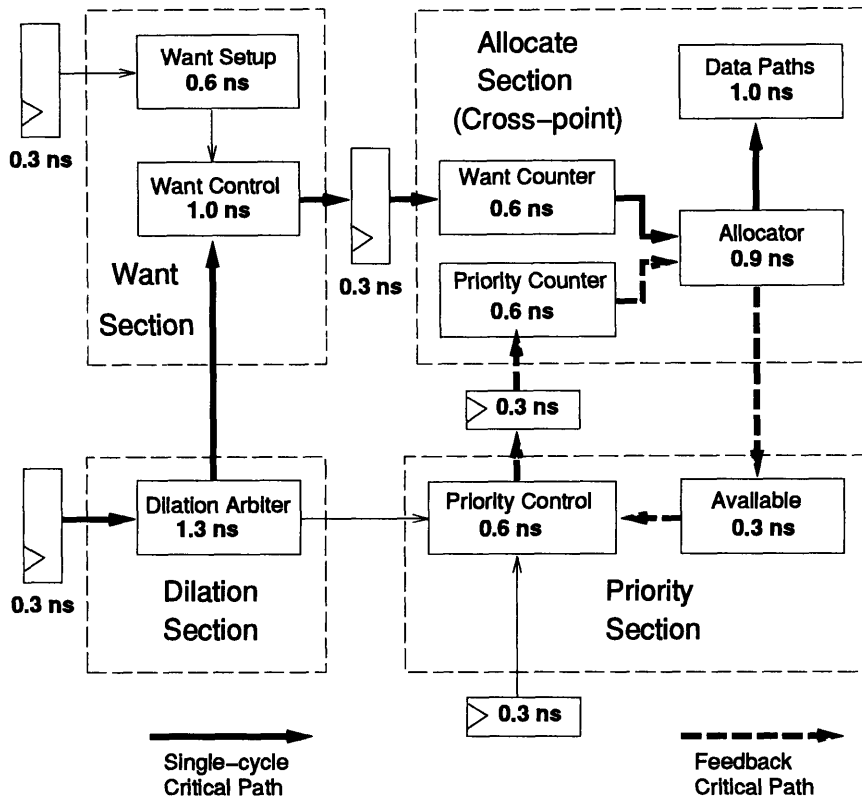 Want Setup
0.6 ns
0.3 ns
Want Control
1.0 ns
Want
Section
0.3 ns
Allocate
Section
(Cross-point)
Data Paths
1.0 ns
Want Counter
0.6 ns
Allocator
0.9 ns
Priority Counter
0.6 ns
0.3 ns
Dilation Arbiter
1.3 ns
0.3 ns
Dilation
Section
Priority Control
0.6 ns
Available
0.3 ns
Priority
Section
0.3 ns
Single-cycle
Critical Path
Feedback
Critical Path